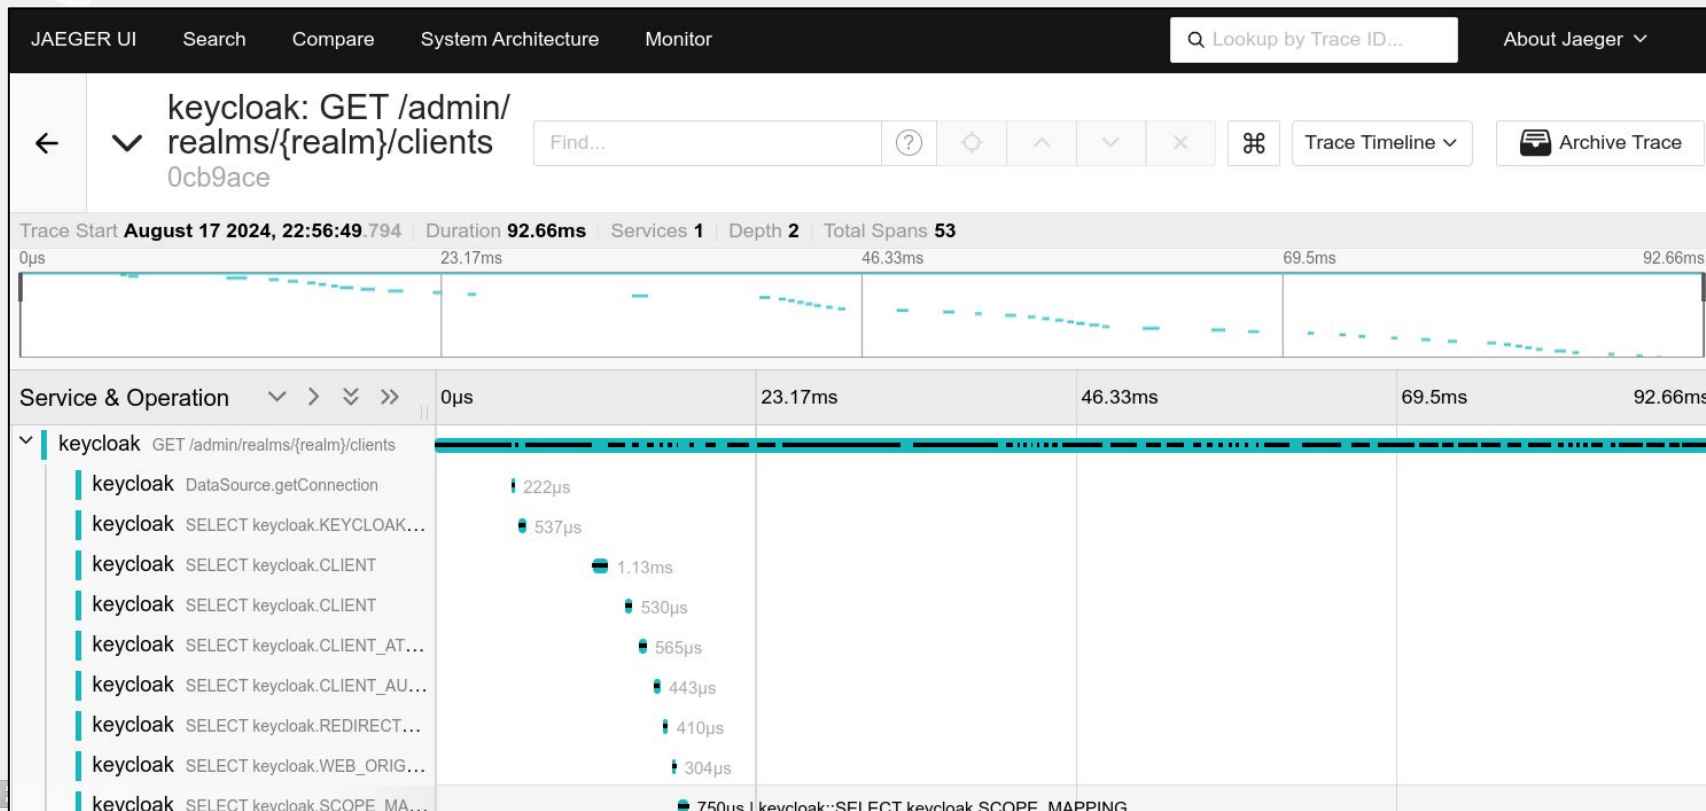 JAEGER UI Search Compare System Architecture Monitor Lookup by Trace ID... About Jaeger
keycloak: GET /admin/
realms/{realm}/clients
0cb9ace
Find... ? ⌘ Trace Timeline Archive Trace
Trace Start August 17 2024, 22:56:49.794 Duration 92.66ms Services 1 Depth 2 Total Spans 53
0μs 23.17ms 46.33ms 69.5ms 92.66ms
Service & Operation 0μs 23.17ms 46.33ms 69.5ms 92.66ms
keycloak GET /admin/realms/{realm}/clients
keycloak DataSource.getConnection 222μs
keycloak SELECT keycloak.KEYCLOAK... 537μs
keycloak SELECT keycloak.CLIENT 1.13ms
keycloak SELECT keycloak.CLIENT 530μs
keycloak SELECT keycloak.CLIENT_AT... 565μs
keycloak SELECT keycloak.CLIENT_AU... 443μs
keycloak SELECT keycloak.REDIRECT... 410μs
keycloak SELECT keycloak.WEB_ORIG... 304μs
keycloak SELECT keycloak.SCOPE_MA... 750μs | keycloak::SELECT keycloak.SCOPE_MAPPING